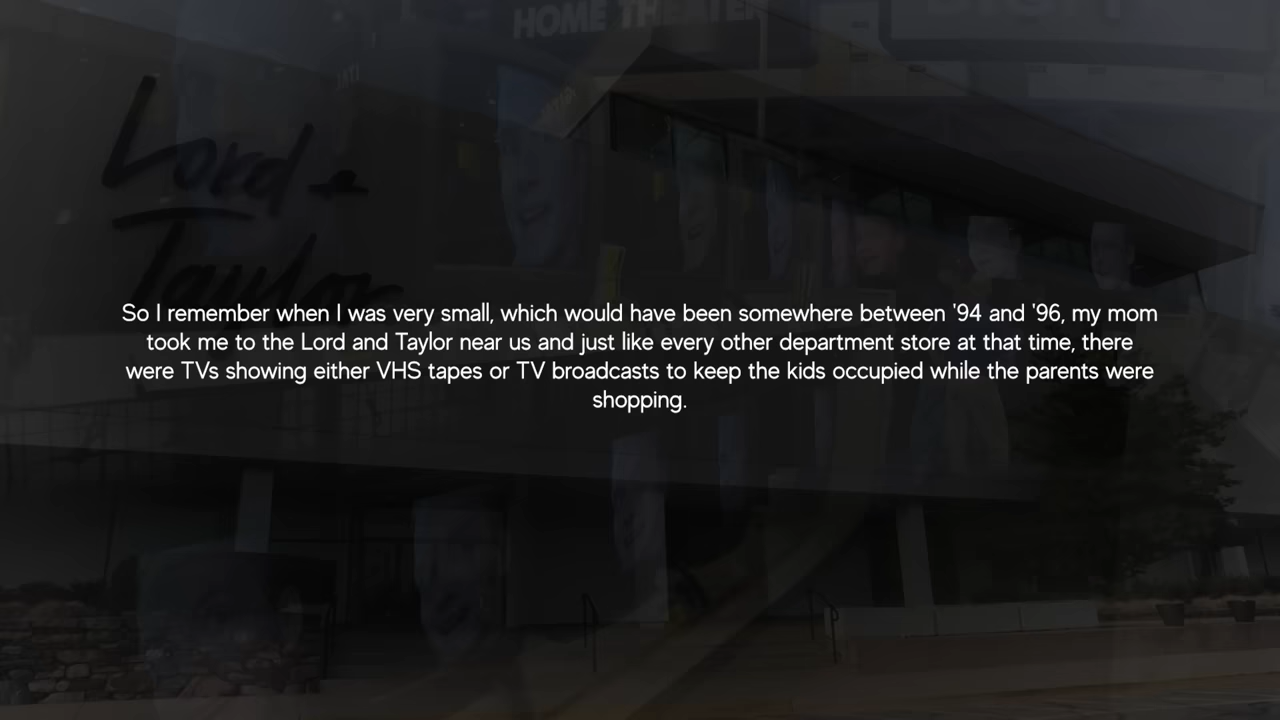 HOME THEATER
Lord +
Taylor
So I remember when I was very small, which would have been somewhere between '94 and '96, my mom
took me to the Lord and Taylor near us and just like every other department store at that time, there
were TVs showing either VHS tapes or TV broadcasts to keep the kids occupied while the parents were
shopping.